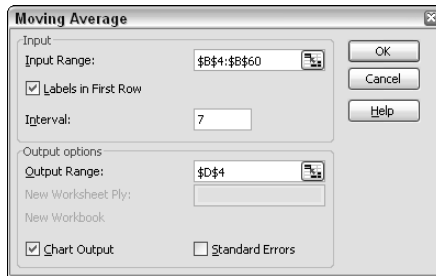 Moving Average
Input
Input Range: $B$4:$B$60
Labels in First Row
Interval: 7
OK
Cancel
Help
Output options
Output Range: $D$4
New Worksheet Ply:
New Workbook
Chart Output Standard Errors